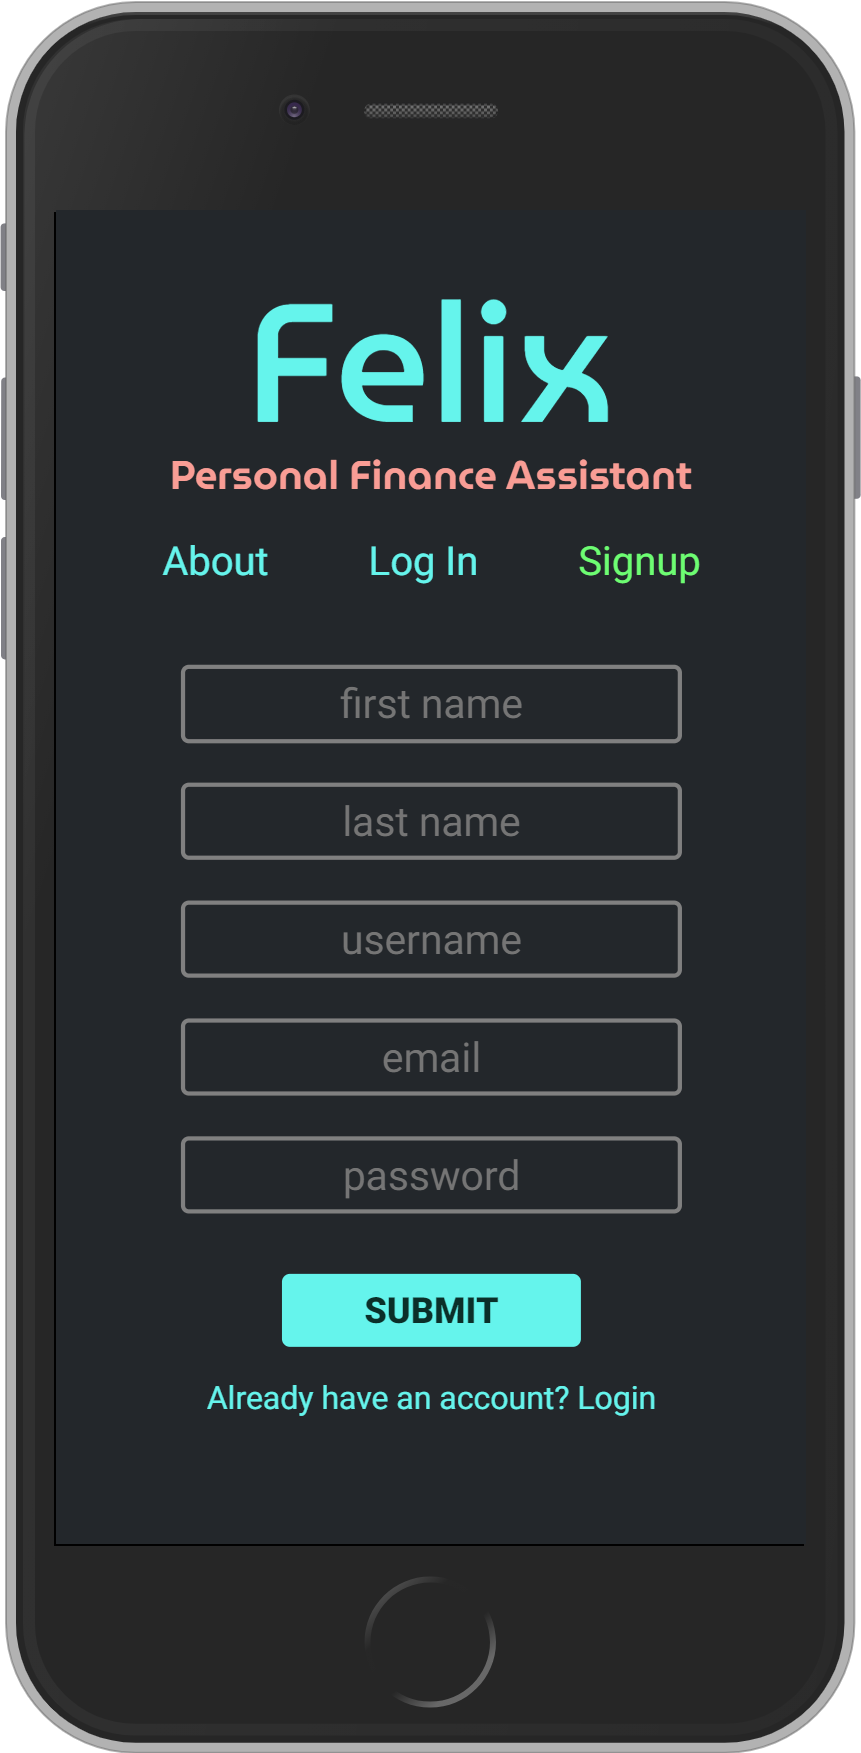 Felix
Personal Finance Assistant
About Log In Signup
first name
last name
username
email
password
SUBMIT
Already have an account? Login